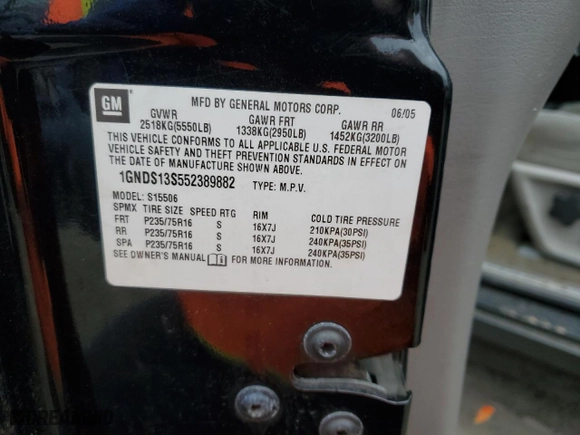 GM
MFD BY GENERAL MOTORS CORP. 06/05
GVWR GAWR FRT GAWR RR
2518KG(5550LB) 1338KG(2950LB) 1452KG(3200LB)
THIS VEHICLE CONFORMS TO ALL APPLICABLE U.S. FEDERAL MOTOR
VEHICLE SAFETY AND THEFT PREVENTION STANDARDS IN EFFECT ON
THE DATE OF MANUFACTURE SHOWN ABOVE.
1GNDS13S552389882 TYPE: M.P.V.
MODEL: S15506
SPMX TIRE SIZE SPEED RTG RIM COLD TIRE PRESSURE
FRT P235/75R16 S 16X7J 210KPA(30PSI)
RR P235/75R16 S 16X7J 240KPA(35PSI)
SPA P235/75R16 S 16X7J 240KPA(35PSI)
SEE OWNER'S MANUAL FOR MORE INFORMATION.